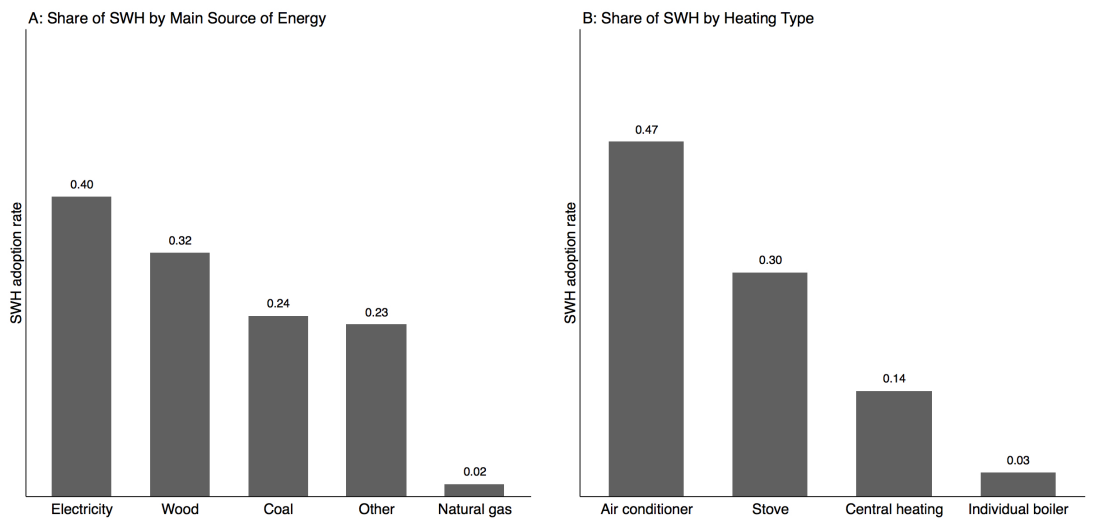 A: Share of SWH by Main Source of Energy
SWH adoption rate
0.40
0.32
0.24
0.23
0.02
Electricity Wood Coal Other Natural gas
B: Share of SWH by Heating Type
SWH adoption rate
0.47
0.30
0.14
0.03
Air conditioner Stove Central heating Individual boiler